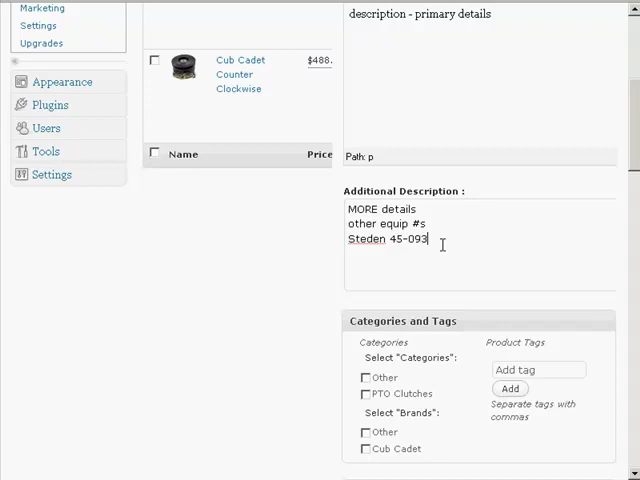 Marketing
Settings
Upgrades
Appearance
Plugins
Users
Tools
Settings
Cub Cadet
Counter
Clockwise
$488.
Name
Price
description - primary details
Path: p
Additional Description :
MORE details
other equip #s
Steden 45-093
Categories and Tags
Categories
Select "Categories":
Other
PTO Clutches
Select "Brands":
Other
Cub Cadet
Product Tags
Add tag
Add
Separate tags with
commas